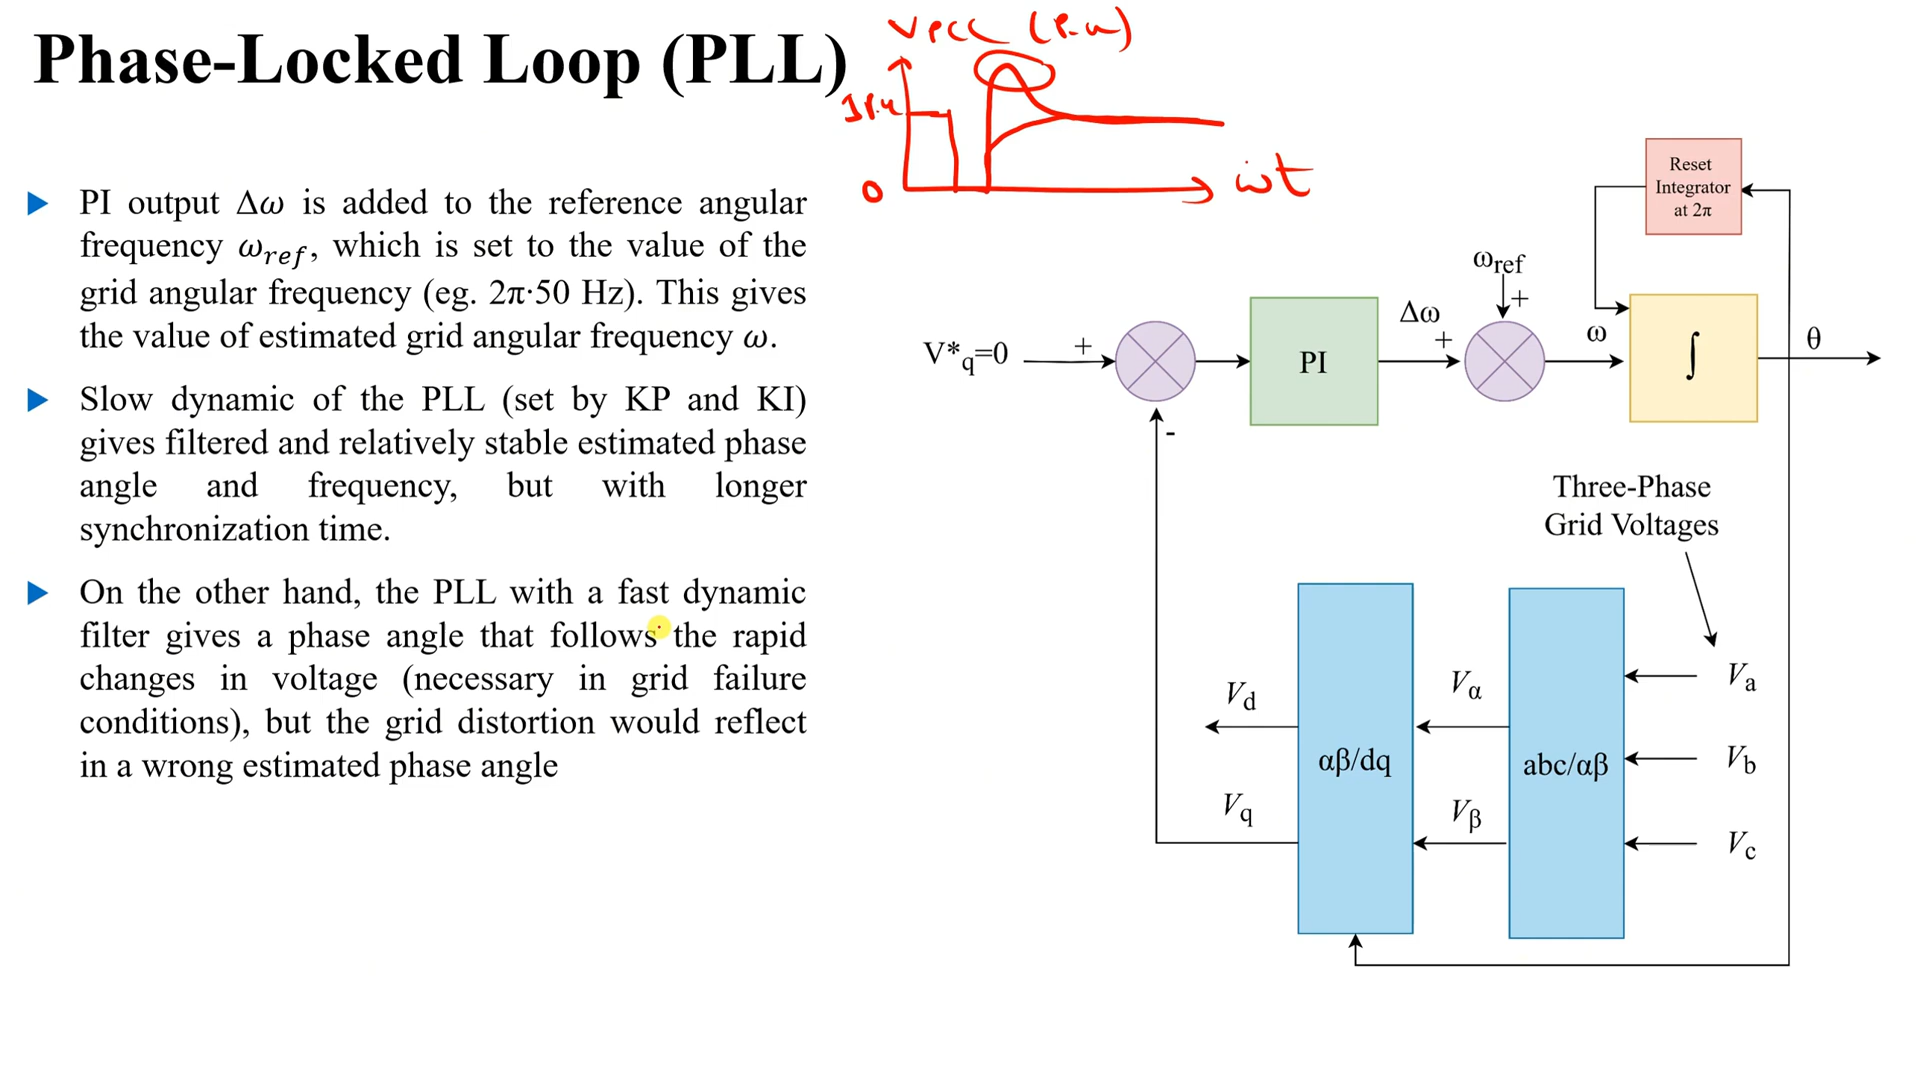 Phase-Locked Loop (PLL)
VPCC (P.u)
1P.u
0
ωt
PI output Δω is added to the reference angular
frequency ω_ref, which is set to the value of the
grid angular frequency (eg. 2π·50 Hz). This gives
the value of estimated grid angular frequency ω.
Slow dynamic of the PLL (set by KP and KI)
gives filtered and relatively stable estimated phase
angle and frequency, but with longer
synchronization time.
On the other hand, the PLL with a fast dynamic
filter gives a phase angle that follows the rapid
changes in voltage (necessary in grid failure
conditions), but the grid distortion would reflect
in a wrong estimated phase angle
Reset
Integrator
at 2π
ωref
+
Δω
+
ω
θ
V*q=0
+
PI
∫
-
Three-Phase
Grid Voltages
Vd
Vα
Va
αβ/dq
abc/αβ
Vb
Vq
Vβ
Vc